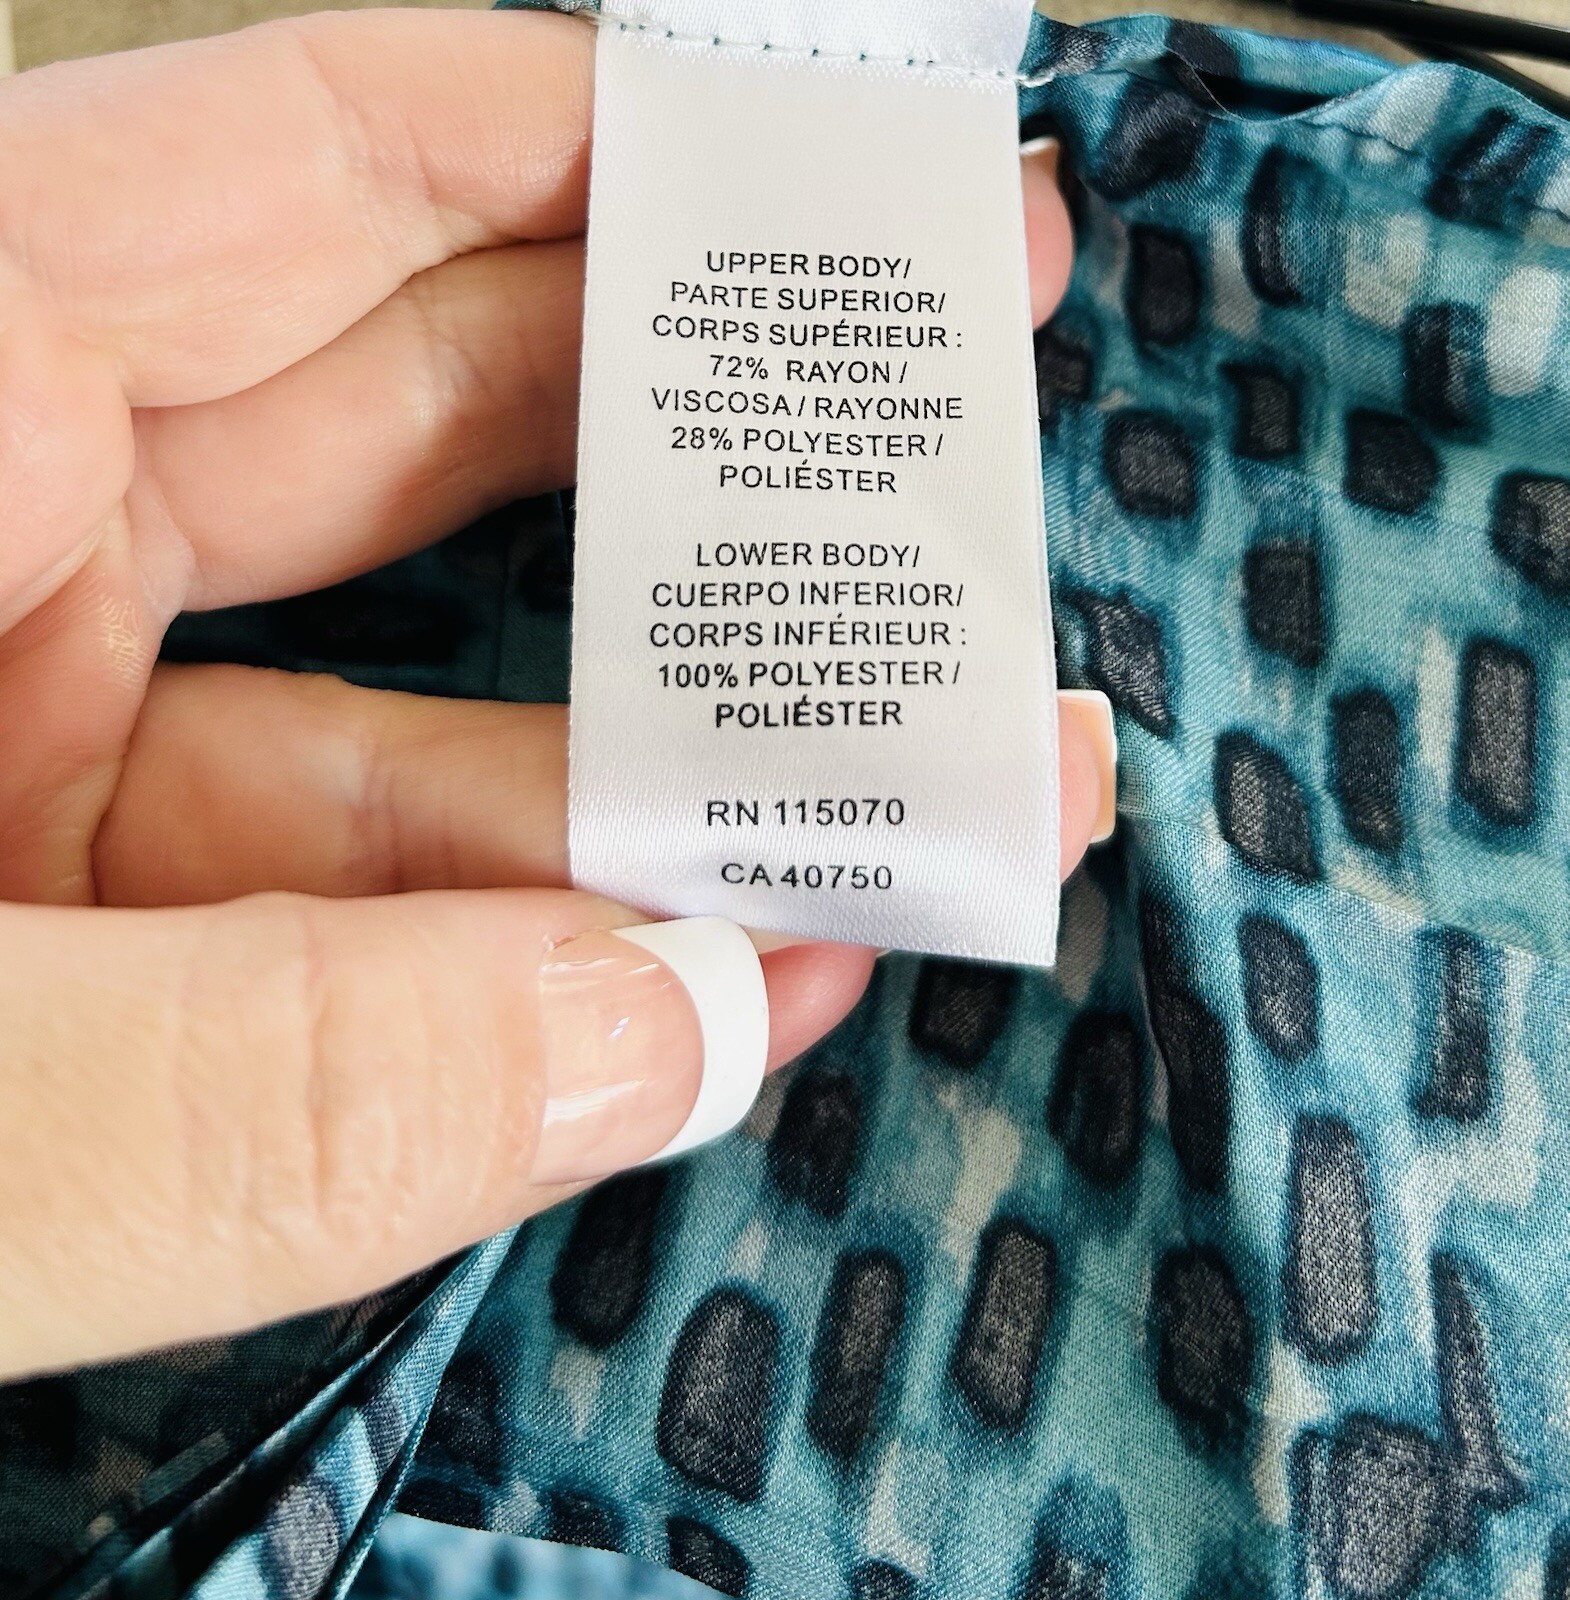 UPPER BODY/
PARTE SUPERIOR/
CORPS SUPÉRIEUR :
72% RAYON /
VISCOSA / RAYONNE
28% POLYESTER /
POLIÉSTER
LOWER BODY/
CUERPO INFERIOR/
CORPS INFÉRIEUR :
100% POLYESTER /
POLIÉSTER
RN 115070
CA 40750